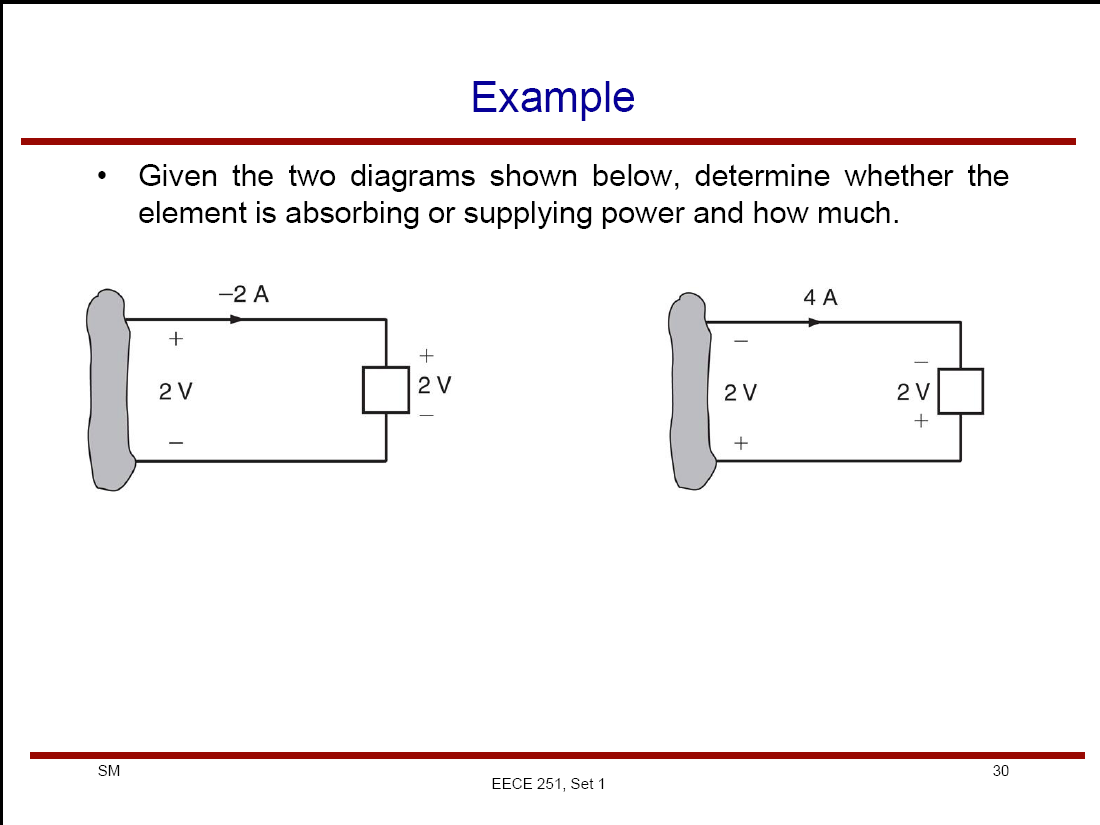 Example
• Given the two diagrams shown below, determine whether the
element is absorbing or supplying power and how much.
−2 A
+
2 V
−
+
2 V
−
4 A
−
2 V
+
−
2 V
+
SM
EECE 251, Set 1
30